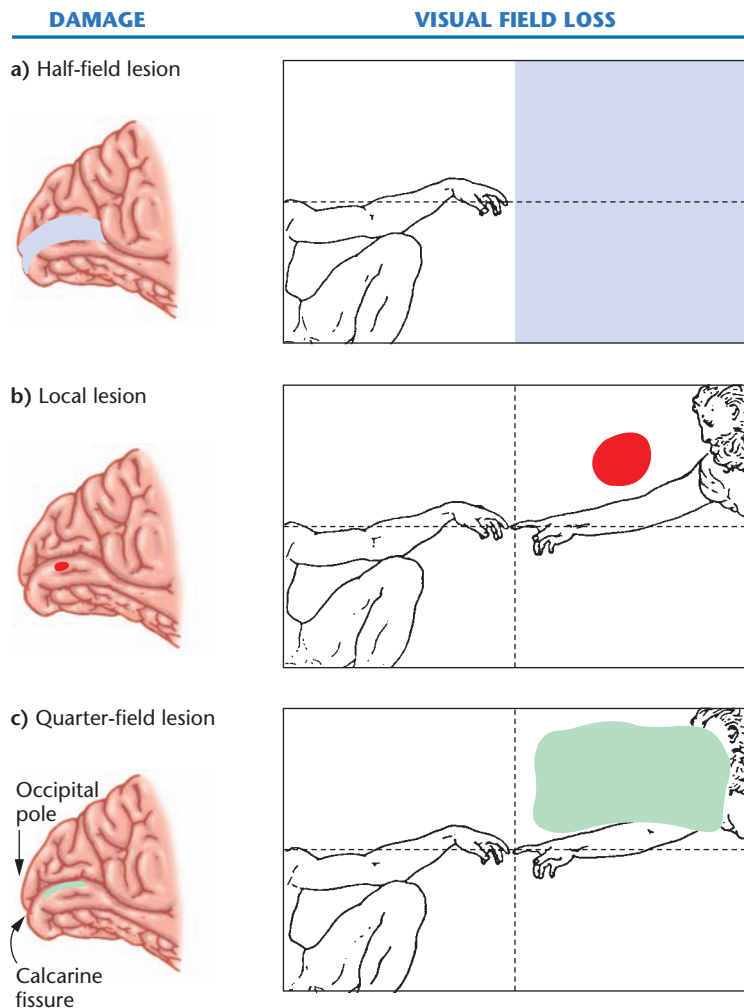 DAMAGE VISUAL FIELD LOSS
a) Half-field lesion
b) Local lesion
c) Quarter-field lesion
Occipital
pole
Calcarine
fissure